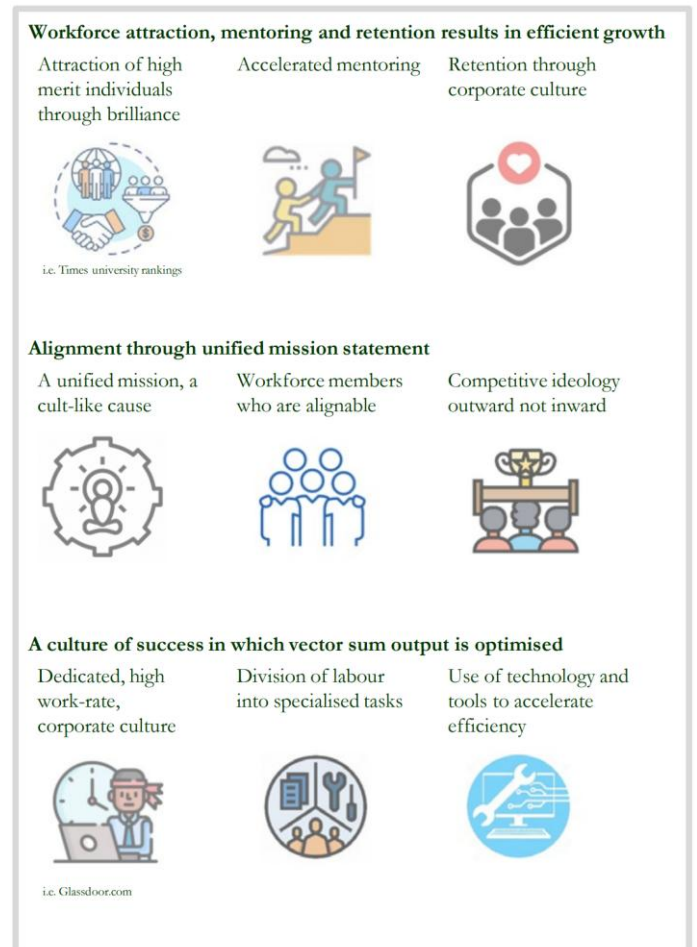 Workforce attraction, mentoring and retention results in efficient growth
Attraction of high
merit individuals
through brilliance
Accelerated mentoring
Retention through
corporate culture
i.e. Times university rankings
Alignment through unified mission statement
A unified mission, a
cult-like cause
Workforce members
who are alignable
Competitive ideology
outward not inward
A culture of success in which vector sum output is optimised
Dedicated, high
work-rate,
corporate culture
Division of labour
into specialised tasks
Use of technology and
tools to accelerate
efficiency
i.e. Glassdoor.com